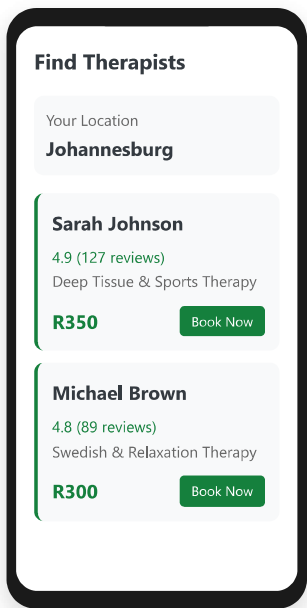 Find Therapists
Your Location
Johannesburg
Sarah Johnson
4.9 (127 reviews)
Deep Tissue & Sports Therapy
R350
Book Now
Michael Brown
4.8 (89 reviews)
Swedish & Relaxation Therapy
R300
Book Now